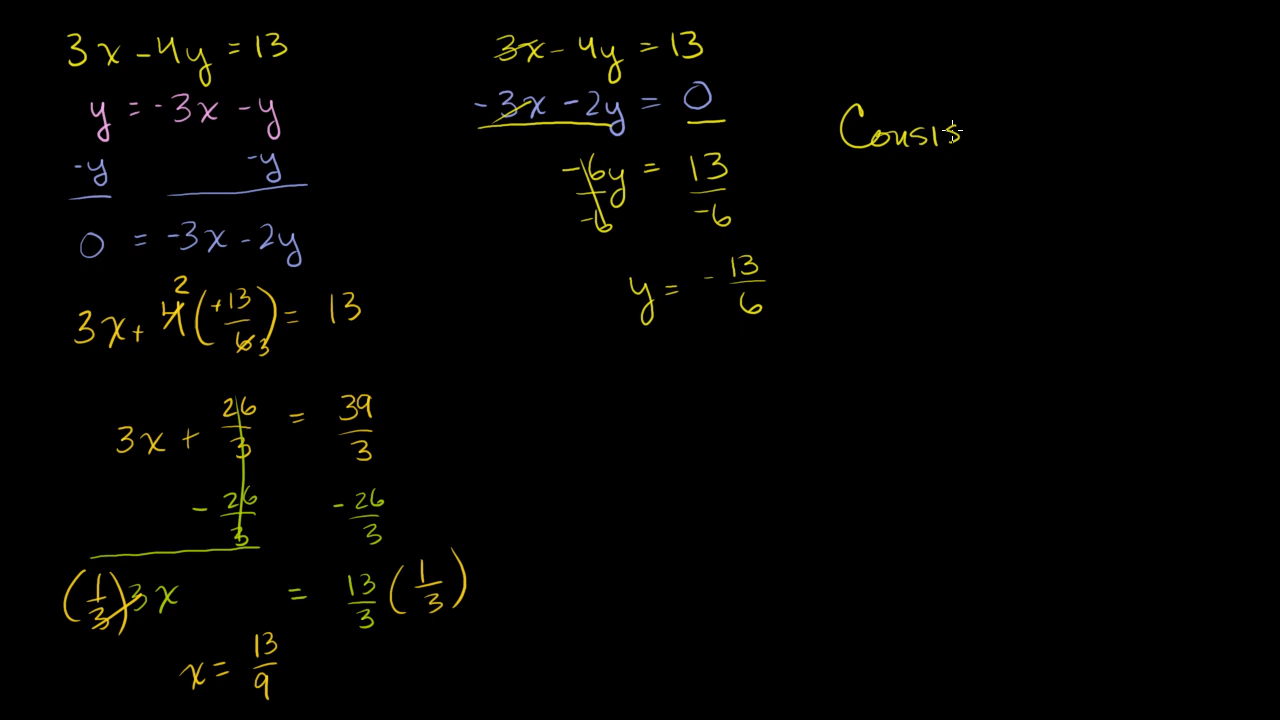 3x - 4y = 13
y = -3x - y
-y -y
0 = -3x - 2y
3x + 4 2 (+13/6 3) = 13
3x + 26/3 = 39/3
- 26/3 -26/3
(1/3) 3x = 13/3 (1/3)
x = 13/9
3x - 4y = 13
-3x - 2y = 0
-6y/-6 = 13/-6
y = -13/6
Consis